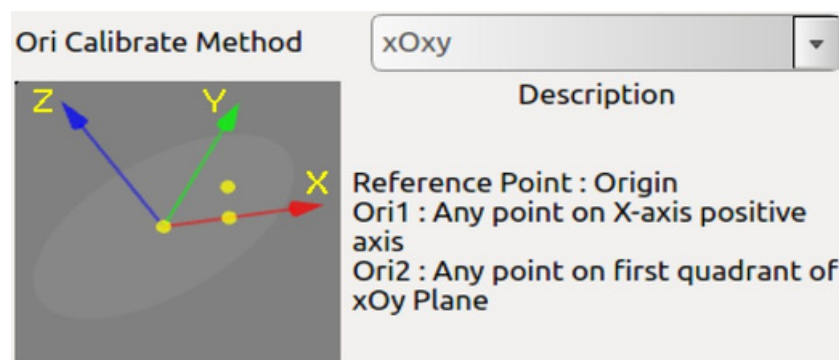 Ori Calibrate Method
xOxy
Z
Y
X
Description
Reference Point : Origin
Ori1 : Any point on X-axis positive
axis
Ori2 : Any point on first quadrant of
xOy Plane